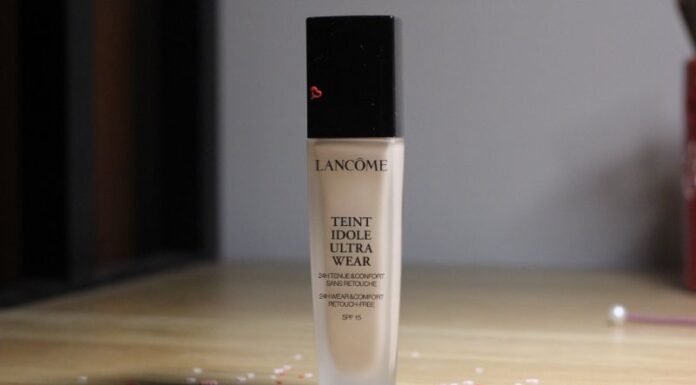 LANCÔME
TEINT
IDOLE
ULTRA
WEAR
24H TENUE&CONFORT
SANS RETOUCHE
24H WEAR&COMFORT
RETOUCH-FREE
SPF 15